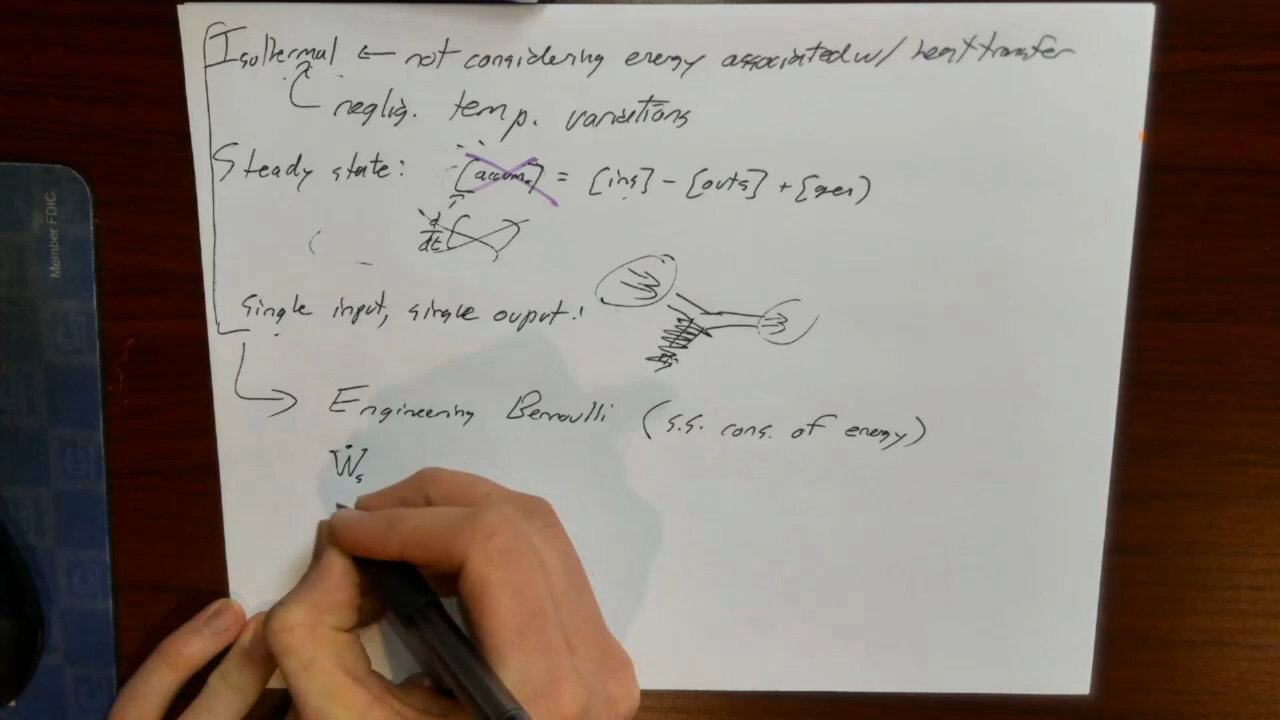 Isothermal ← not considering energy associated w/ heat transfer
neglig. temp. variations
Steady state: [accum.] = [ins] - [outs] + [gen]
d/dt ( )
single input, single ouput:
Engineering Bernoulli (s.s. cons. of energy)
Ẇs
Member FDIC